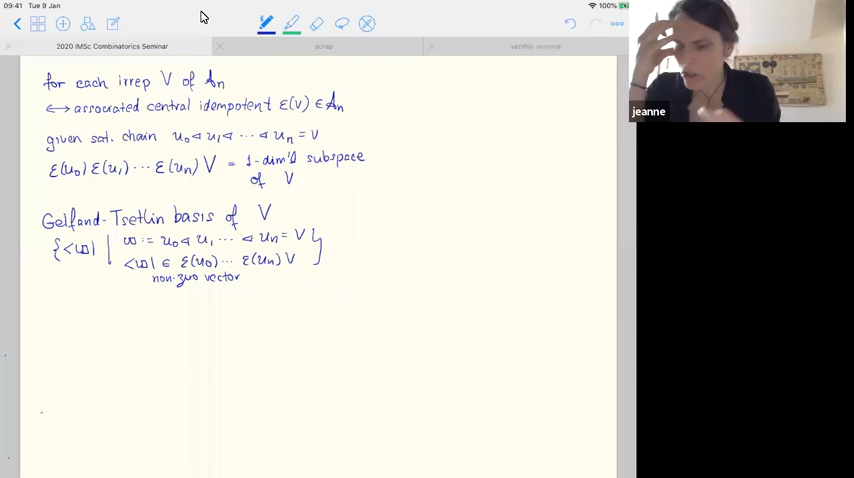 09:41 Tue 9 Jan
100%
2020 IMSc Combinatorics Seminar
scrap
versitile seminar
for each irrep V of An
↔ associated central idempotent ε(V) ∈ An
given sat. chain u0 ◁ u1 ◁ ⋯ ◁ un = V
ε(u0) ε(u1) ⋯ ε(un) V = 1-dim'l subspace
of V
Gelfand-Tsetlin basis of V
{<ϖ| | ϖ := u0 ◁ u1 ⋯ ◁ un = V
<ϖ| ∈ ε(u0) ⋯ ε(un) V }
non-zero vector
jeanne